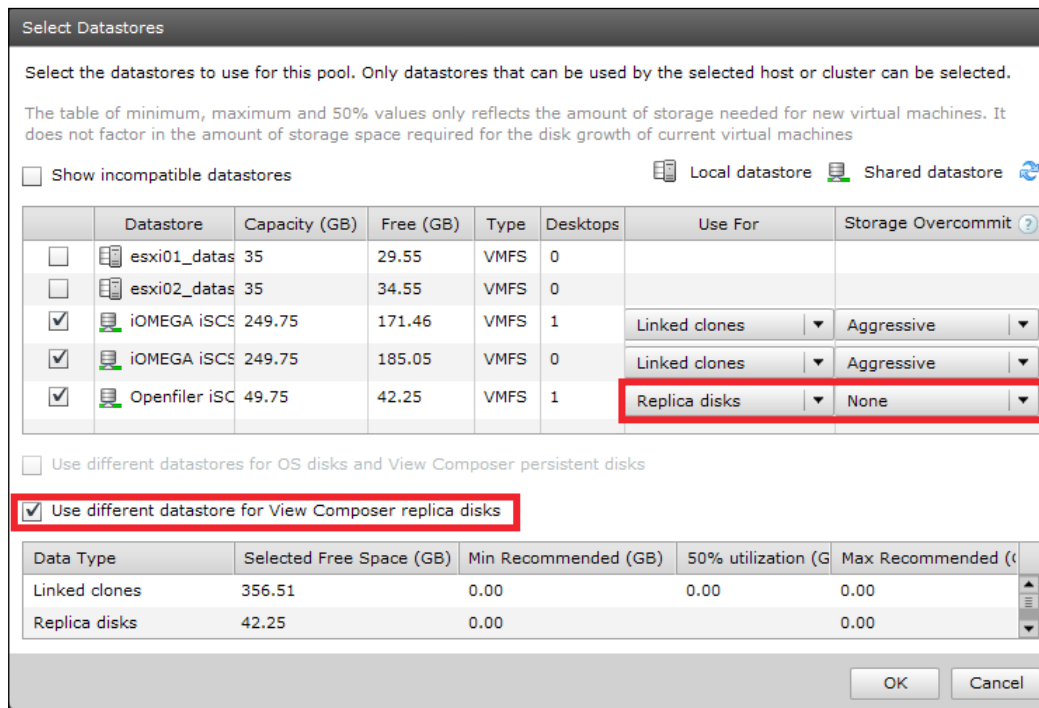 Select Datastores
Select the datastores to use for this pool. Only datastores that can be used by the selected host or cluster can be selected.
The table of minimum, maximum and 50% values only reflects the amount of storage needed for new virtual machines. It
does not factor in the amount of storage space required for the disk growth of current virtual machines
Show incompatible datastores Local datastore Shared datastore
Datastore Capacity (GB) Free (GB) Type Desktops Use For Storage Overcommit ?
esxi01_datas 35 29.55 VMFS 0
esxi02_datas 35 34.55 VMFS 0
iOMEGA iSCS 249.75 171.46 VMFS 1 Linked clones Aggressive
iOMEGA iSCS 249.75 185.05 VMFS 0 Linked clones Aggressive
Openfiler iSC 49.75 42.25 VMFS 1 Replica disks None
Use different datastores for OS disks and View Composer persistent disks
Use different datastore for View Composer replica disks
Data Type Selected Free Space (GB) Min Recommended (GB) 50% utilization (G Max Recommended (
Linked clones 356.51 0.00 0.00 0.00
Replica disks 42.25 0.00 0.00
OK Cancel